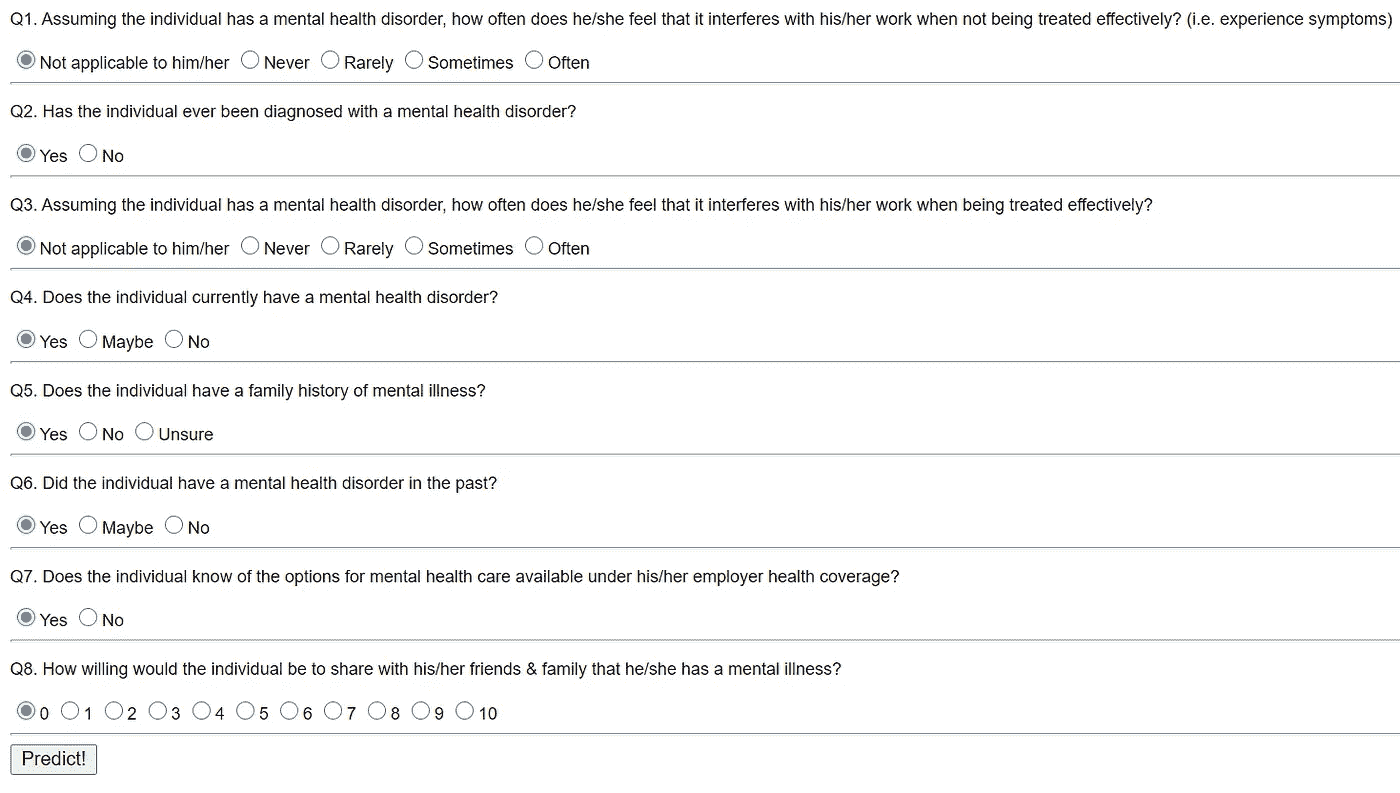 Q1. Assuming the individual has a mental health disorder, how often does he/she feel that it interferes with his/her work when not being treated effectively? (i.e. experience symptoms)
Not applicable to him/her Never Rarely Sometimes Often
Q2. Has the individual ever been diagnosed with a mental health disorder?
Yes No
Q3. Assuming the individual has a mental health disorder, how often does he/she feel that it interferes with his/her work when being treated effectively?
Not applicable to him/her Never Rarely Sometimes Often
Q4. Does the individual currently have a mental health disorder?
Yes Maybe No
Q5. Does the individual have a family history of mental illness?
Yes No Unsure
Q6. Did the individual have a mental health disorder in the past?
Yes Maybe No
Q7. Does the individual know of the options for mental health care available under his/her employer health coverage?
Yes No
Q8. How willing would the individual be to share with his/her friends & family that he/she has a mental illness?
0 1 2 3 4 5 6 7 8 9 10
Predict!